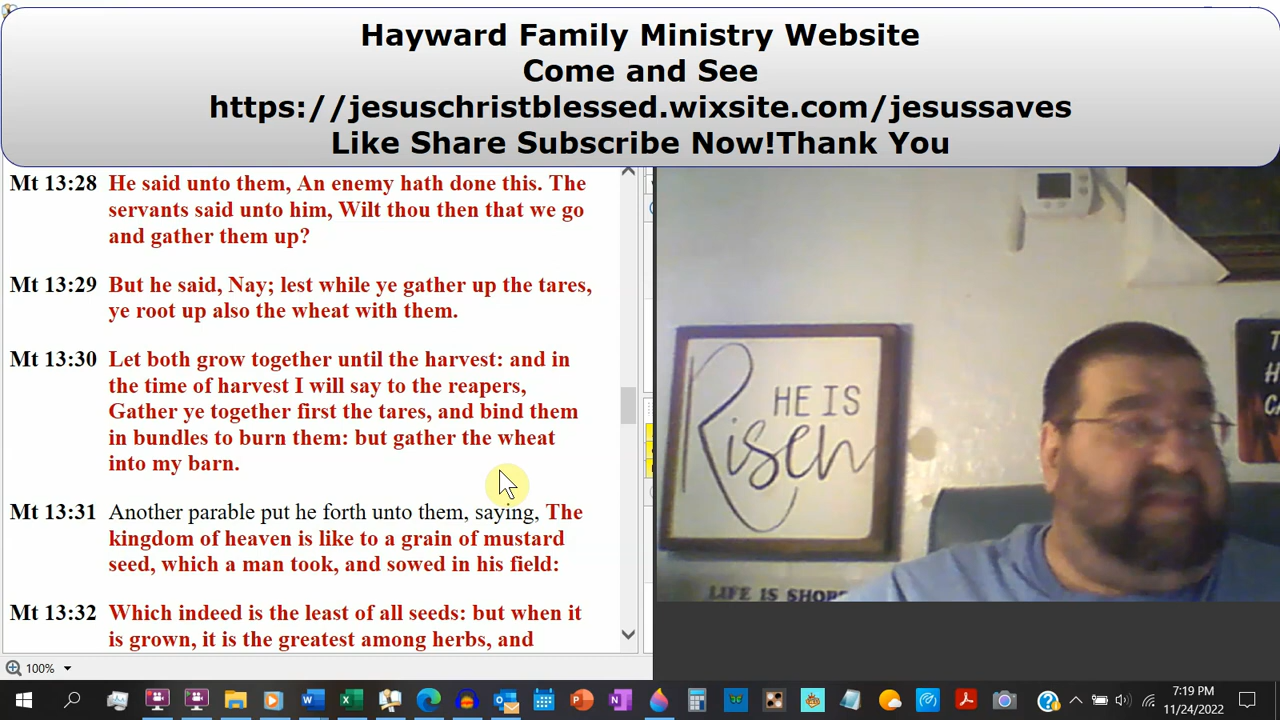 Hayward Family Ministry Website
Come and See
https://jesuschristblessed.wixsite.com/jesussaves
Like Share Subscribe Now!Thank You
Mt 13:28 He said unto them, An enemy hath done this. The
servants said unto him, Wilt thou then that we go
and gather them up?
Mt 13:29 But he said, Nay; lest while ye gather up the tares,
ye root up also the wheat with them.
Mt 13:30 Let both grow together until the harvest: and in
the time of harvest I will say to the reapers,
Gather ye together first the tares, and bind them
in bundles to burn them: but gather the wheat
into my barn.
Mt 13:31 Another parable put he forth unto them, saying, The
kingdom of heaven is like to a grain of mustard
seed, which a man took, and sowed in his field:
Mt 13:32 Which indeed is the least of all seeds: but when it
is grown, it is the greatest among herbs, and
HE IS
Risen
LIFE IS SHOR
100%
7:19 PM
11/24/2022